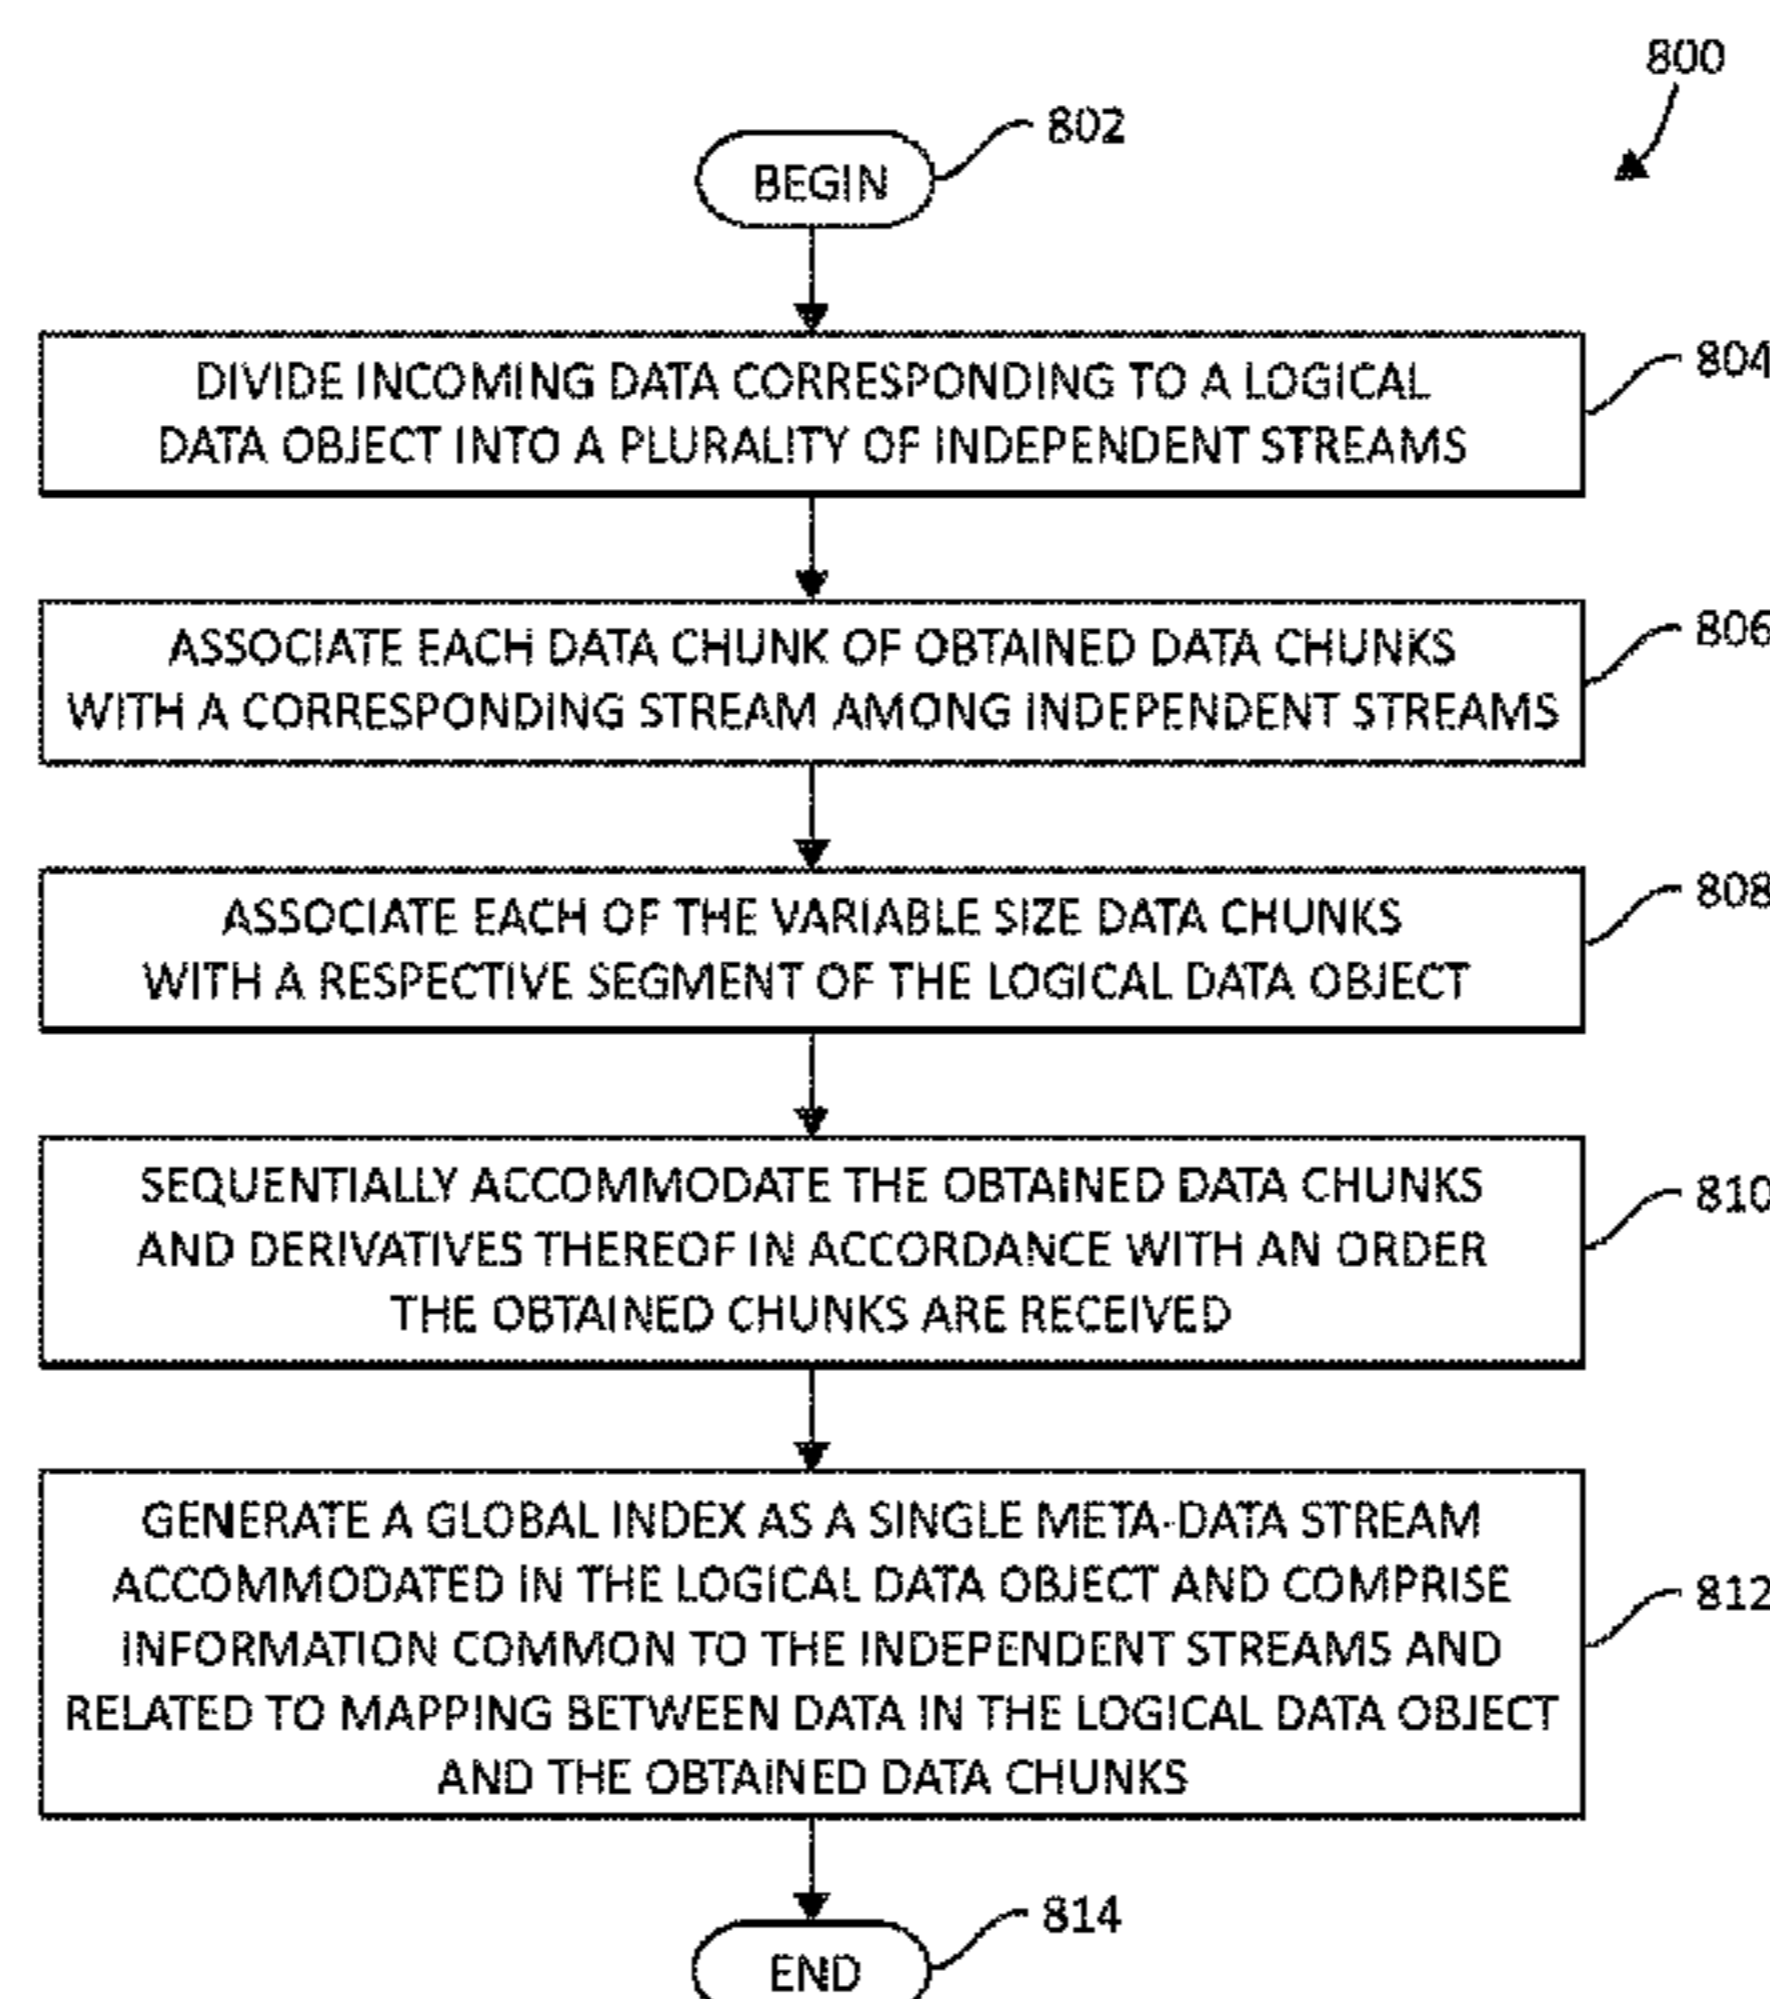 800
802
BEGIN
804
DIVIDE INCOMING DATA CORRESPONDING TO A LOGICAL
DATA OBJECT INTO A PLURALITY OF INDEPENDENT STREAMS
806
ASSOCIATE EACH DATA CHUNK OF OBTAINED DATA CHUNKS
WITH A CORRESPONDING STREAM AMONG INDEPENDENT STREAMS
808
ASSOCIATE EACH OF THE VARIABLE SIZE DATA CHUNKS
WITH A RESPECTIVE SEGMENT OF THE LOGICAL DATA OBJECT
810
SEQUENTIALLY ACCOMMODATE THE OBTAINED DATA CHUNKS
AND DERIVATIVES THEREOF IN ACCORDANCE WITH AN ORDER
THE OBTAINED CHUNKS ARE RECEIVED
812
GENERATE A GLOBAL INDEX AS A SINGLE META-DATA STREAM
ACCOMMODATED IN THE LOGICAL DATA OBJECT AND COMPRISE
INFORMATION COMMON TO THE INDEPENDENT STREAMS AND
RELATED TO MAPPING BETWEEN DATA IN THE LOGICAL DATA OBJECT
AND THE OBTAINED DATA CHUNKS
814
END